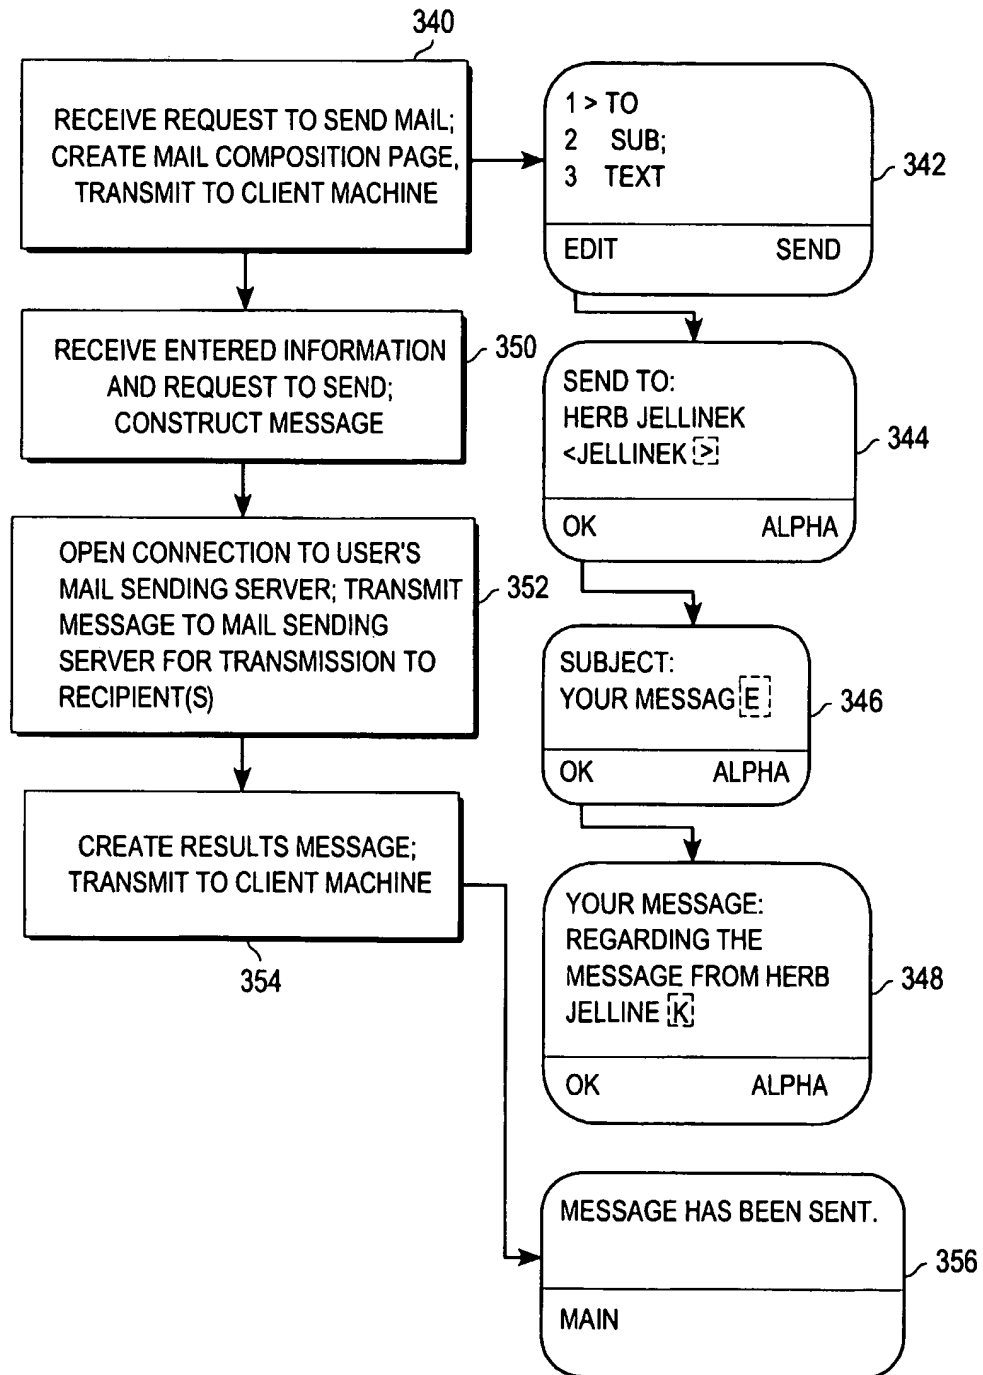 340
RECEIVE REQUEST TO SEND MAIL;
CREATE MAIL COMPOSITION PAGE,
TRANSMIT TO CLIENT MACHINE
1 > TO
2 SUB;
3 TEXT
EDIT SEND
342
RECEIVE ENTERED INFORMATION
AND REQUEST TO SEND;
CONSTRUCT MESSAGE
350
SEND TO:
HERB JELLINEK
<JELLINEK >
OK ALPHA
344
OPEN CONNECTION TO USER'S
MAIL SENDING SERVER; TRANSMIT
MESSAGE TO MAIL SENDING
SERVER FOR TRANSMISSION TO
RECIPIENT(S)
352
SUBJECT:
YOUR MESSAGE
OK ALPHA
346
CREATE RESULTS MESSAGE;
TRANSMIT TO CLIENT MACHINE
354
YOUR MESSAGE:
REGARDING THE
MESSAGE FROM HERB
JELLINEK
OK ALPHA
348
MESSAGE HAS BEEN SENT.
MAIN
356